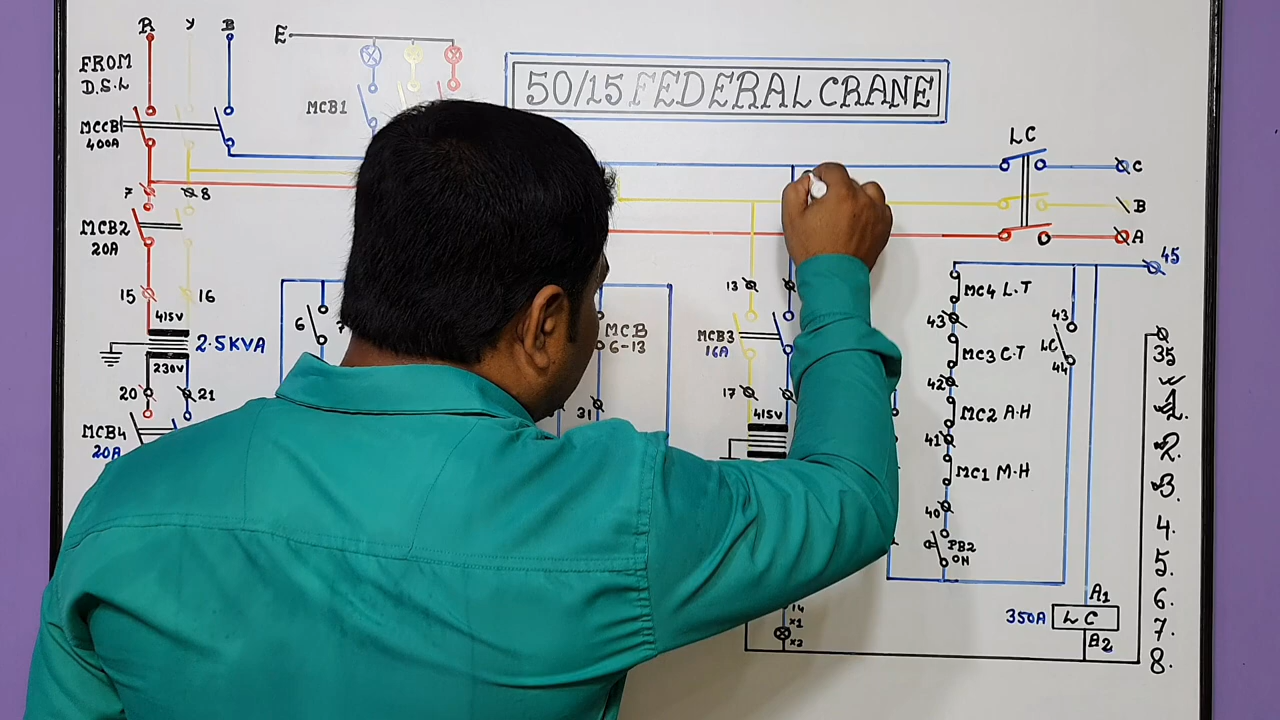 R Y B
E
FROM
D.S.L
50/15 FEDERAL CRANE
MCB1
MCCB
400A
LC
C
B
A
7 8
MCB2
20A
45
15 16
415V
2.5KVA
230V
20 21
MCB4
20A
6 7
MCB
6-13
31
13
MCB3
16A
17
415V
MC4 L.T
43
MC3 C.T
42
MC2 A.H
41
MC1 M.H
40
PB2
ON
43
LC
44
35
1.
2.
3.
4.
5.
6.
7.
8.
14
X1
X2
A1
350A LC